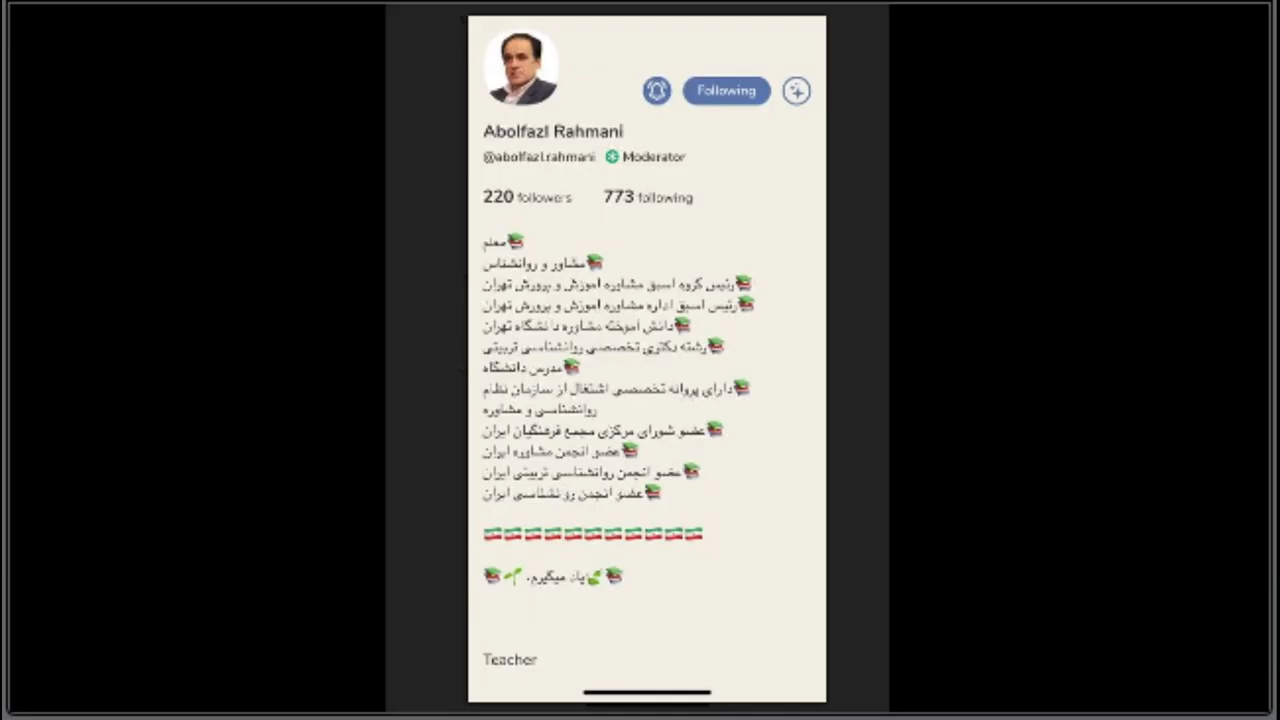 Following
Abolfazl Rahmani
@abolfazl.rahmani Moderator
220 followers 773 following
📚معلم
📚مشاور و روانشناس
📚رئیس گروه اسبق مشاوره آموزش و پرورش تهران
📚رئیس اسبق اداره مشاوره آموزش و پرورش تهران
📚دانش آموخته مشاوره دانشگاه تهران
📚رشته دکتری تخصصی روانشناسی تربیتی
📚مدرس دانشگاه
📚دارای پروانه تخصصی اشتغال از سازمان نظام
روانشناسی و مشاوره
📚عضو شورای مرکزی مجمع فرهنگیان ایران
📚عضو انجمن مشاوره ایران
📚عضو انجمن روانشناسی تربیتی ایران
📚عضو انجمن روانشناسی ایران
🇮🇷🇮🇷🇮🇷🇮🇷🇮🇷🇮🇷🇮🇷🇮🇷🇮🇷🇮🇷🇮🇷
📚🍃یاد میگیرم، 🌱📚
Teacher